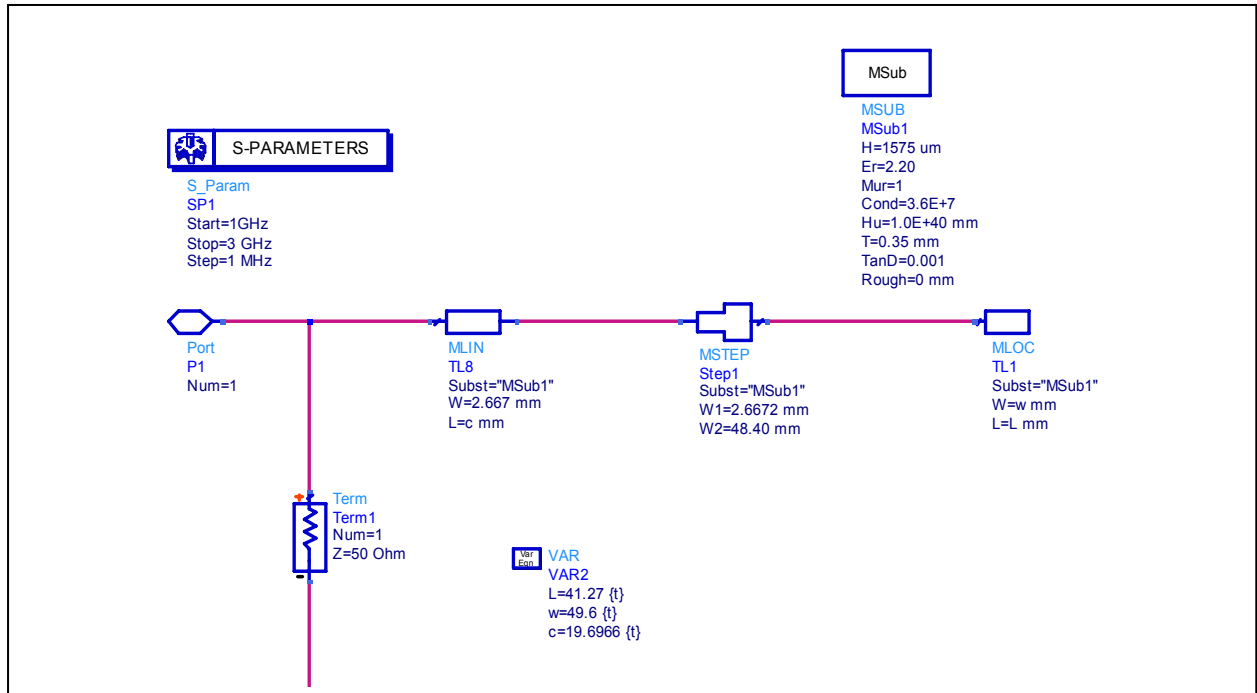 MSub
MSUB
MSub1
H=1575 um
Er=2.20
Mur=1
Cond=3.6E+7
Hu=1.0E+40 mm
T=0.35 mm
TanD=0.001
Rough=0 mm
S-PARAMETERS
S_Param
SP1
Start=1GHz
Stop=3 GHz
Step=1 MHz
Port
P1
Num=1
MLIN
TL8
Subst="MSub1"
W=2.667 mm
L=c mm
MSTEP
Step1
Subst="MSub1"
W1=2.6672 mm
W2=48.40 mm
MLOC
TL1
Subst="MSub1"
W=w mm
L=L mm
Term
Term1
Num=1
Z=50 Ohm
Var
Eqn
VAR
VAR2
L=41.27 {t}
w=49.6 {t}
c=19.6966 {t}